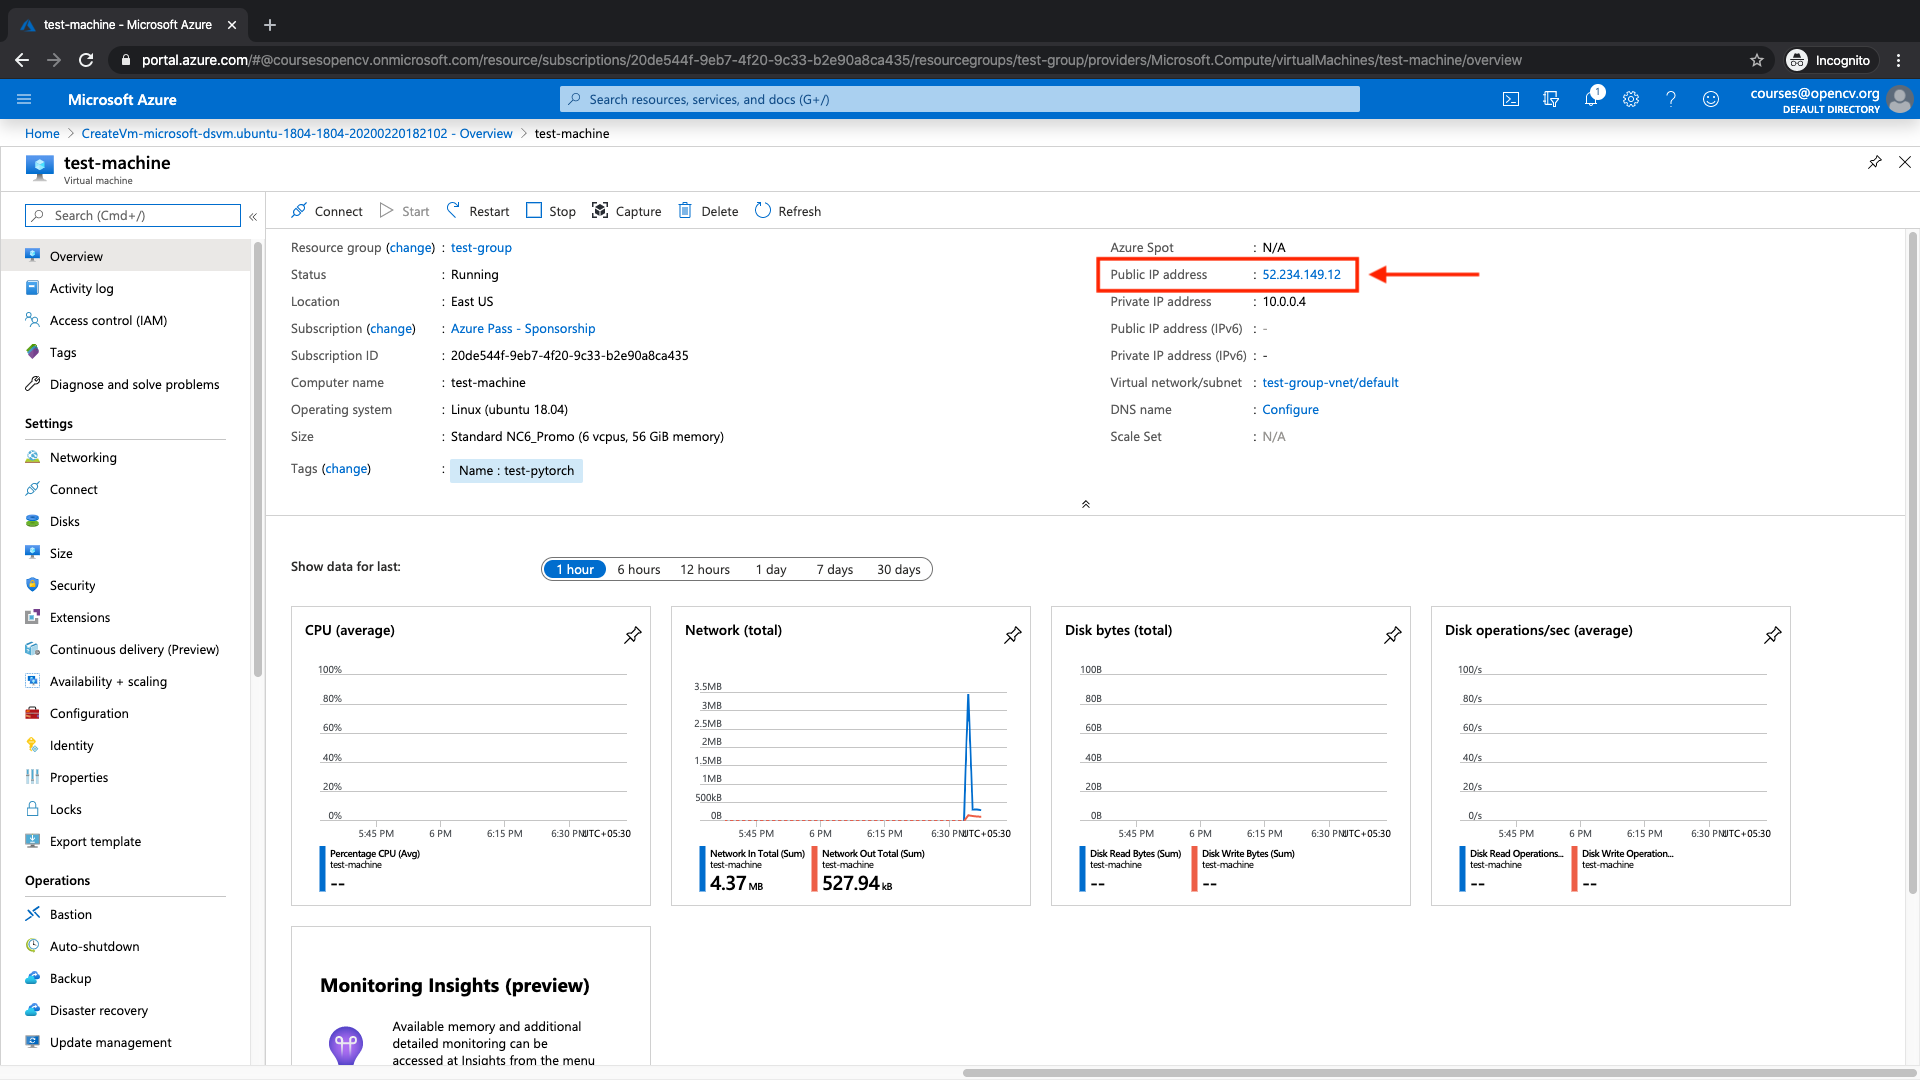 test-machine - Microsoft Azure
portal.azure.com/#@coursesopencv.onmicrosoft.com/resource/subscriptions/20de544f-9eb7-4f20-9c33-b2e90a8ca435/resourcegroups/test-group/providers/Microsoft.Compute/virtualMachines/test-machine/overview
Incognito
Microsoft Azure
Search resources, services, and docs (G+/)
1
courses@opencv.org
DEFAULT DIRECTORY
Home > CreateVm-microsoft-dsvm.ubuntu-1804-1804-20200220182102 - Overview > test-machine
test-machine
Virtual machine
Search (Cmd+/)
«
Overview
Activity log
Access control (IAM)
Tags
Diagnose and solve problems
Settings
Networking
Connect
Disks
Size
Security
Extensions
Continuous delivery (Preview)
Availability + scaling
Configuration
Identity
Properties
Locks
Export template
Operations
Bastion
Auto-shutdown
Backup
Disaster recovery
Update management
Connect Start Restart Stop Capture Delete Refresh
Resource group (change) : test-group
Status : Running
Location : East US
Subscription (change) : Azure Pass - Sponsorship
Subscription ID : 20de544f-9eb7-4f20-9c33-b2e90a8ca435
Computer name : test-machine
Operating system : Linux (ubuntu 18.04)
Size : Standard NC6_Promo (6 vcpus, 56 GiB memory)
Tags (change) : Name : test-pytorch
Azure Spot : N/A
Public IP address : 52.234.149.12
Private IP address : 10.0.0.4
Public IP address (IPv6) : -
Private IP address (IPv6) : -
Virtual network/subnet : test-group-vnet/default
DNS name : Configure
Scale Set : N/A
Show data for last:
1 hour 6 hours 12 hours 1 day 7 days 30 days
CPU (average)
100%
80%
60%
40%
20%
0%
5:45 PM 6 PM 6:15 PM 6:30 PM UTC+05:30
Percentage CPU (Avg)
test-machine
--
Network (total)
3.5MB
3MB
2.5MB
2MB
1.5MB
1MB
500kB
0B
5:45 PM 6 PM 6:15 PM 6:30 PM UTC+05:30
Network In Total (Sum)
test-machine
4.37 MB
Network Out Total (Sum)
test-machine
527.94 kB
Disk bytes (total)
100B
80B
60B
40B
20B
0B
5:45 PM 6 PM 6:15 PM 6:30 PM UTC+05:30
Disk Read Bytes (Sum)
test-machine
--
Disk Write Bytes (Sum)
test-machine
--
Disk operations/sec (average)
100/s
80/s
60/s
40/s
20/s
0/s
5:45 PM 6 PM 6:15 PM 6:30 PM UTC+05:30
Disk Read Operations...
test-machine
--
Disk Write Operation...
test-machine
--
Monitoring Insights (preview)
Available memory and additional
detailed monitoring can be
accessed at Insights from the menu